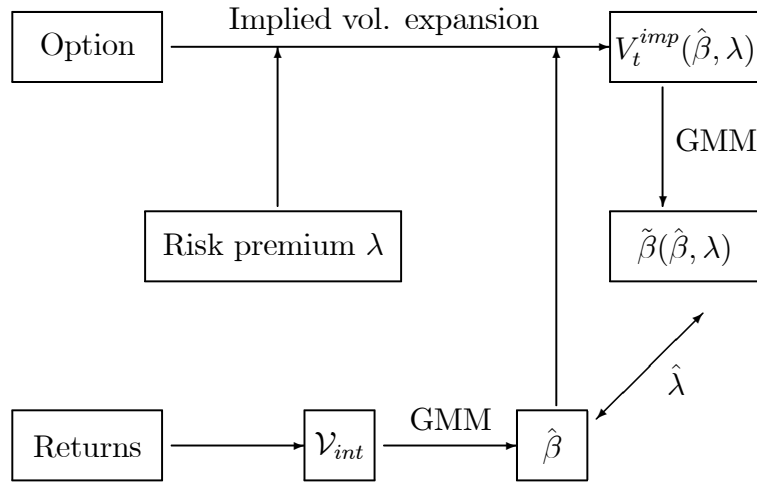 Implied vol. expansion
Option
$V_t^{imp}(\hat{\beta}, \lambda)$
GMM
Risk premium $\lambda$
$\tilde{\beta}(\hat{\beta}, \lambda)$
$\hat{\lambda}$
GMM
Returns
$\mathcal{V}_{int}$
$\hat{\beta}$